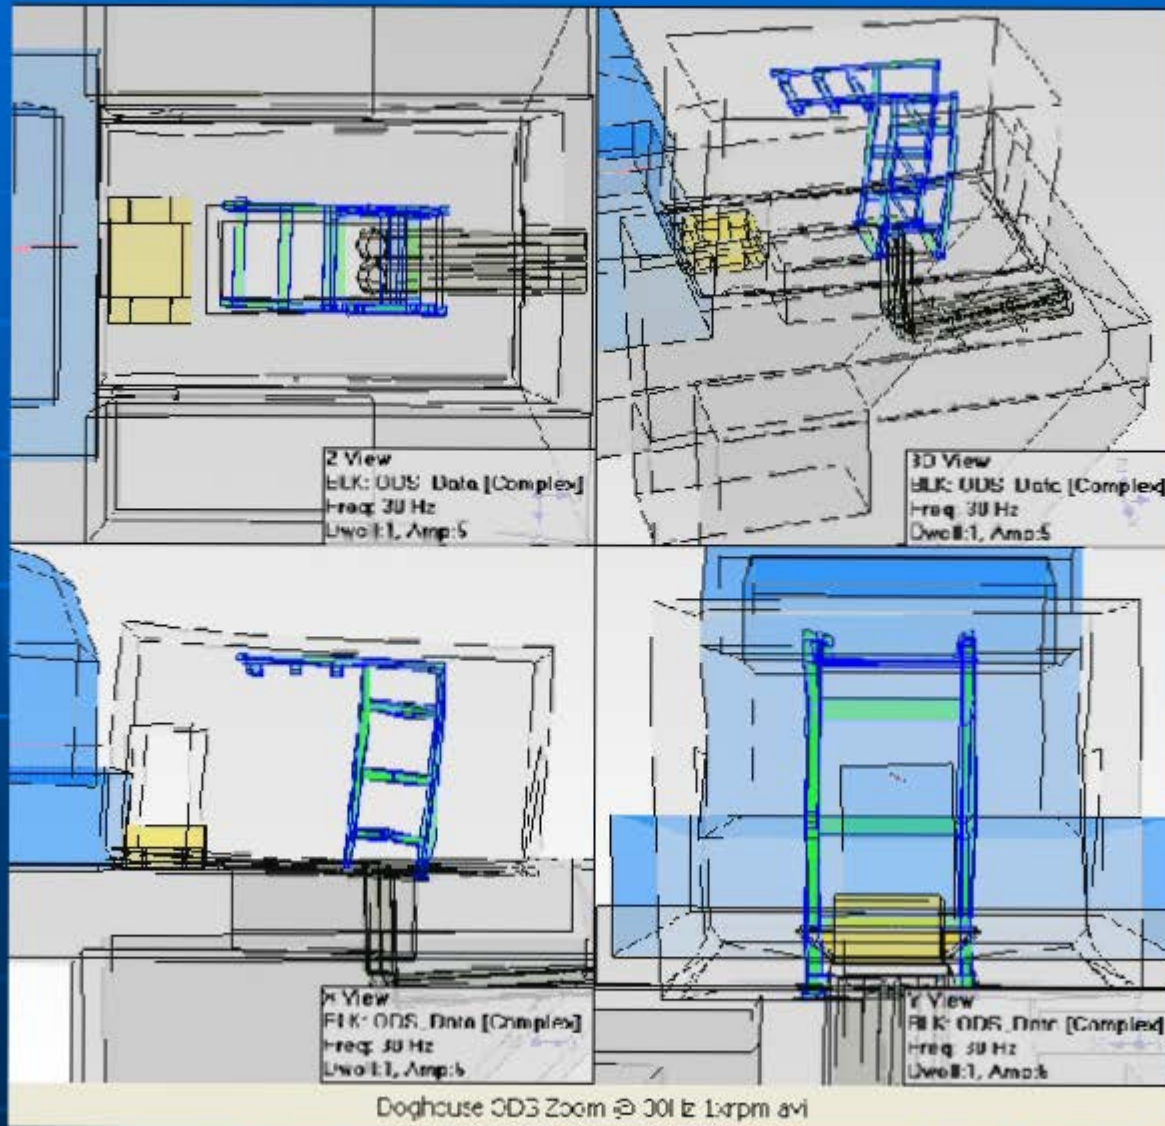 Z View
BLK: ODS_Data [Complex]
Freq: 30 Hz
Dwell:1, Amp:5
3D View
BLK: ODS_Data [Complex]
Freq: 30 Hz
Dwell:1, Amp:5
X View
BLK: ODS_Data [Complex]
Freq: 30 Hz
Dwell:1, Amp:5
Y View
BLK: ODS_Data [Complex]
Freq: 30 Hz
Dwell:1, Amp:5
Doghouse ODS Zoom @ 30Hz 1xrpm avi